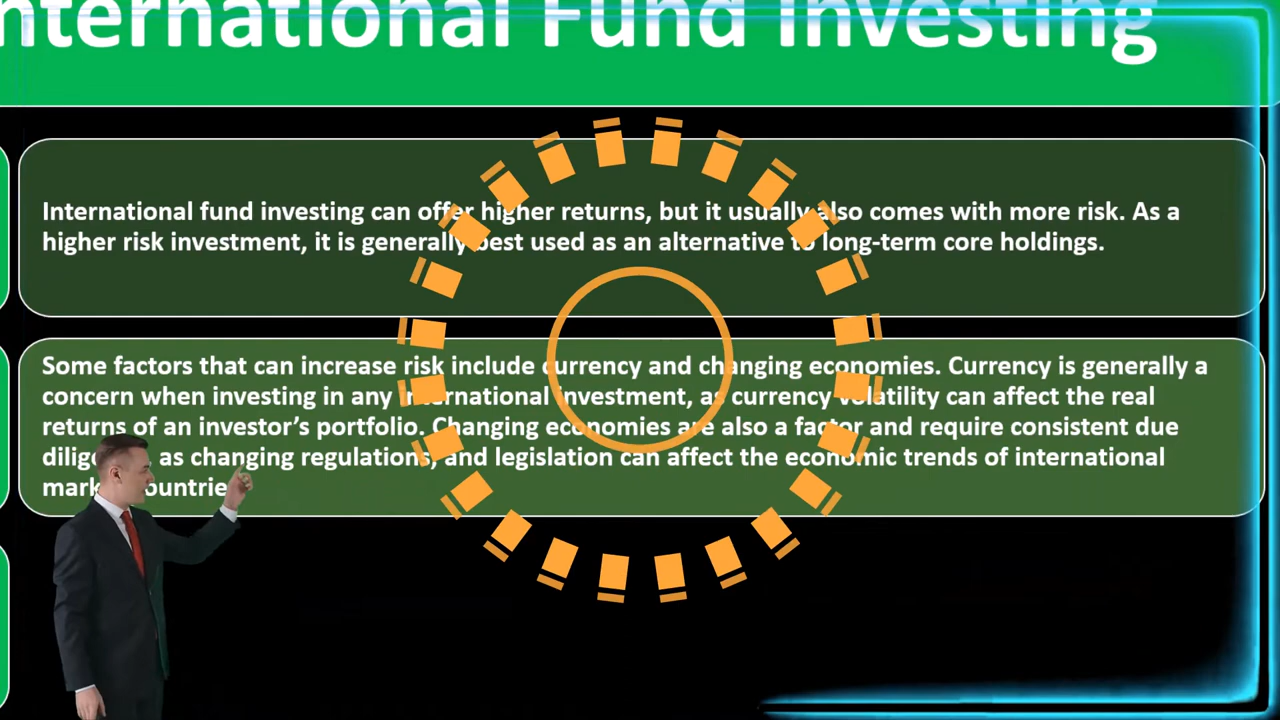 nternational Fund Investing
International fund investing can offer higher returns, but it usually also comes with more risk. As a
higher risk investment, it is generally best used as an alternative to long-term core holdings.
Some factors that can increase risk include currency and changing economies. Currency is generally a
concern when investing in any international investment, as currency volatility can affect the real
returns of an investor's portfolio. Changing economies are also a factor and require consistent due
dilige as changing regulations, and legislation can affect the economic trends of international
mark ountrie